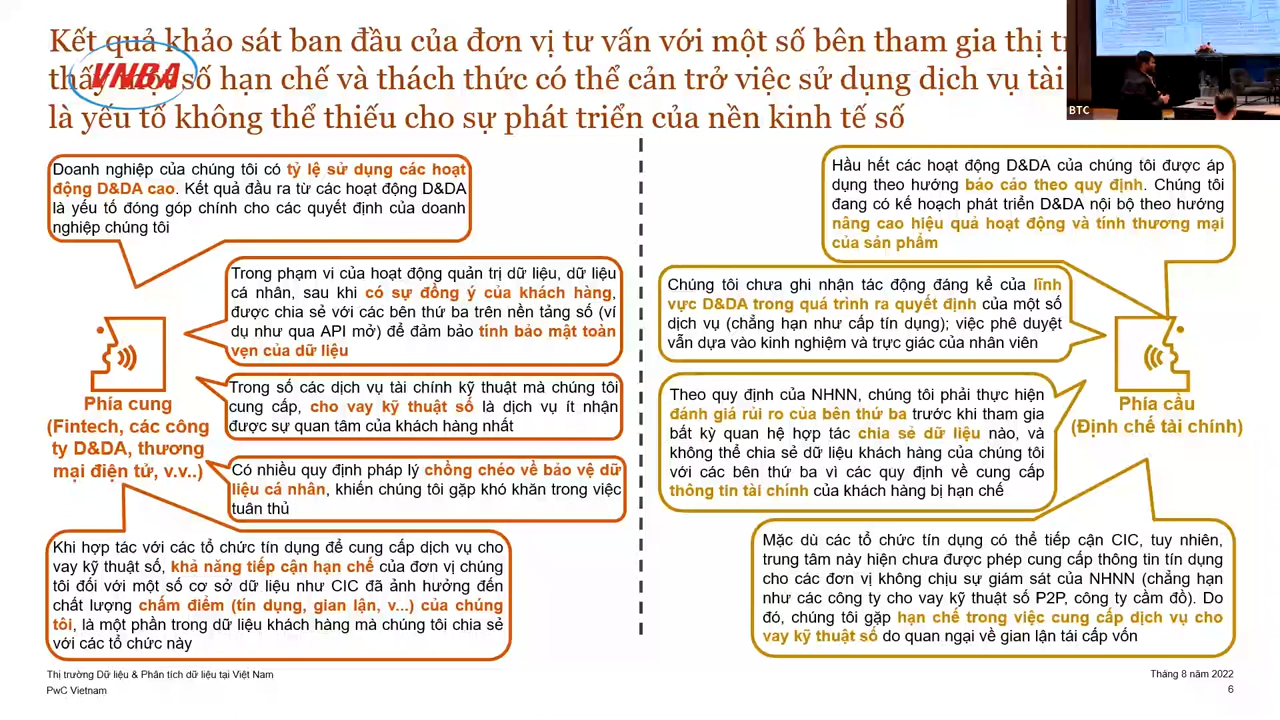 Kết quả khảo sát ban đầu của đơn vị tư vấn với một số bên tham gia thị
thấy một số hạn chế và thách thức có thể cản trở việc sử dụng dịch vụ tài
là yếu tố không thể thiếu cho sự phát triển của nền kinh tế số
VNBA
BTC
Doanh nghiệp của chúng tôi có tỷ lệ sử dụng các hoạt
động D&DA cao. Kết quả đầu ra từ các hoạt động D&DA
là yếu tố đóng góp chính cho các quyết định của doanh
nghiệp chúng tôi
Trong phạm vi của hoạt động quản trị dữ liệu, dữ liệu
cá nhân, sau khi có sự đồng ý của khách hàng,
được chia sẻ với các bên thứ ba trên nền tảng số (ví
dụ như qua API mở) để đảm bảo tính bảo mật toàn
vẹn của dữ liệu
Trong số các dịch vụ tài chính kỹ thuật mà chúng tôi
cung cấp, cho vay kỹ thuật số là dịch vụ ít nhận
được sự quan tâm của khách hàng nhất
Có nhiều quy định pháp lý chồng chéo về bảo vệ dữ
liệu cá nhân, khiến chúng tôi gặp khó khăn trong việc
tuân thủ
Khi hợp tác với các tổ chức tín dụng để cung cấp dịch vụ cho
vay kỹ thuật số, khả năng tiếp cận hạn chế của đơn vị chúng
tôi đối với một số cơ sở dữ liệu như CIC đã ảnh hưởng đến
chất lượng chấm điểm (tín dụng, gian lận, v...) của chúng
tôi, là một phần trong dữ liệu khách hàng mà chúng tôi chia sẻ
với các tổ chức này
Phía cung
(Fintech, các công
ty D&DA, thương
mại điện tử, v.v..)
Hầu hết các hoạt động D&DA của chúng tôi được áp
dụng theo hướng báo cáo theo quy định. Chúng tôi
đang có kế hoạch phát triển D&DA nội bộ theo hướng
nâng cao hiệu quả hoạt động và tính thương mại
của sản phẩm
Chúng tôi chưa ghi nhận tác động đáng kể của lĩnh
vực D&DA trong quá trình ra quyết định của một số
dịch vụ (chẳng hạn như cấp tín dụng); việc phê duyệt
vẫn dựa vào kinh nghiệm và trực giác của nhân viên
Theo quy định của NHNN, chúng tôi phải thực hiện
đánh giá rủi ro của bên thứ ba trước khi tham gia
bất kỳ quan hệ hợp tác chia sẻ dữ liệu nào, và
không thể chia sẻ dữ liệu khách hàng của chúng tôi
với các bên thứ ba vì các quy định về cung cấp
thông tin tài chính của khách hàng bị hạn chế
Mặc dù các tổ chức tín dụng có thể tiếp cận CIC, tuy nhiên,
trung tâm này hiện chưa được phép cung cấp thông tin tín dụng
cho các đơn vị không chịu sự giám sát của NHNN (chẳng hạn
như các công ty cho vay kỹ thuật số P2P, công ty cầm đồ). Do
đó, chúng tôi gặp hạn chế trong việc cung cấp dịch vụ cho
vay kỹ thuật số do quan ngại về gian lận tái cấp vốn
Phía cầu
(Định chế tài chính)
Thị trường Dữ liệu & Phân tích dữ liệu tại Việt Nam
PwC Vietnam
Tháng 8 năm 2022
6